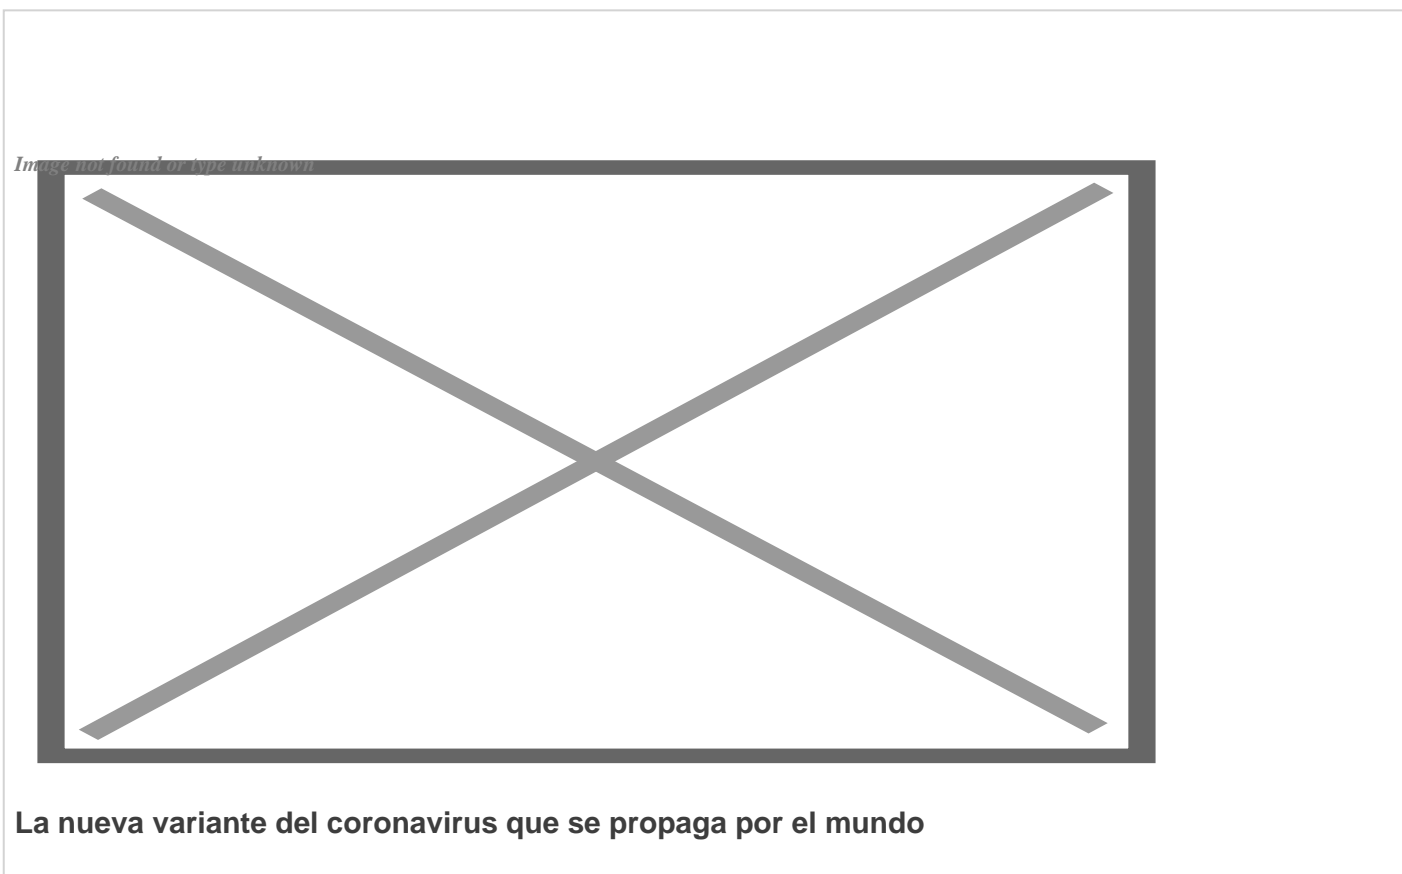 Image not found or type unknown
La nueva variante del coronavirus que se propaga por el mundo